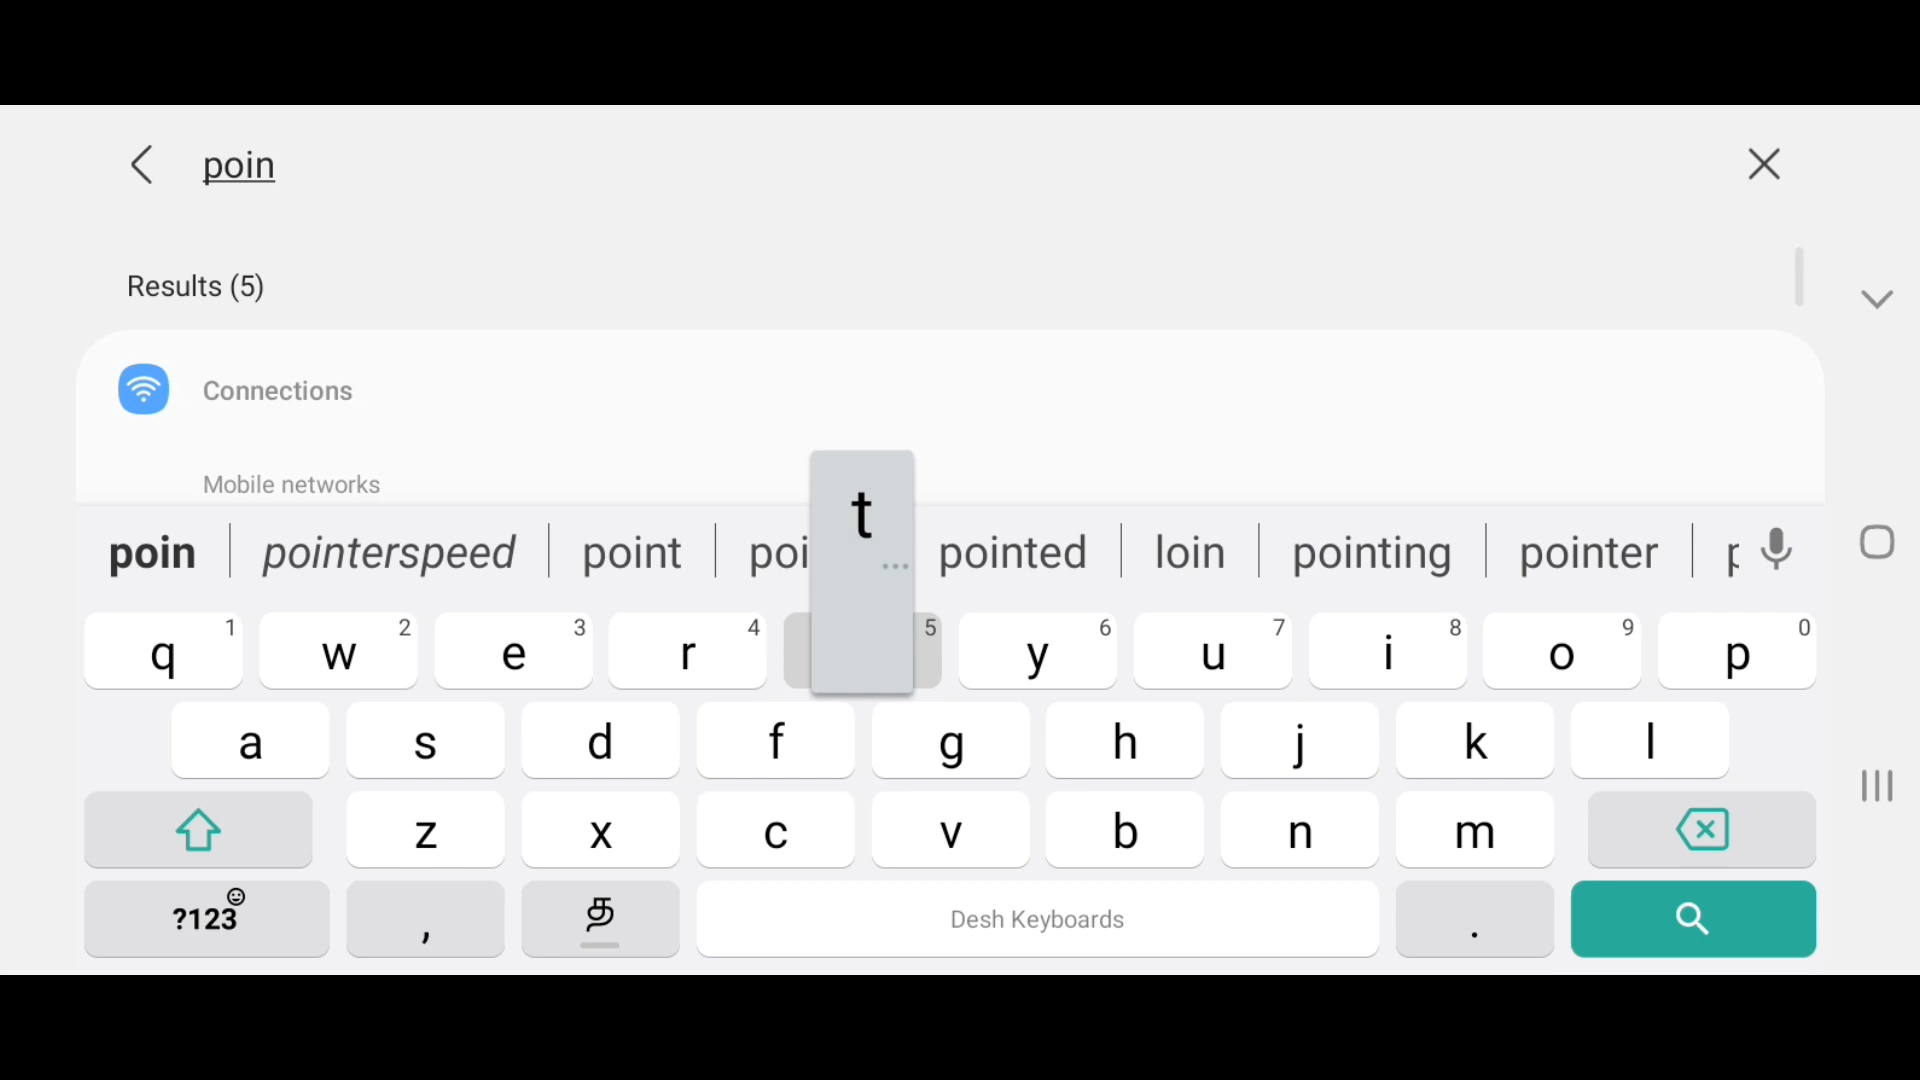 poin
Results (5)
Connections
Mobile networks
poin pointerspeed point pointed loin pointing pointer
t
q 1 w 2 e 3 r 4 5 y 6 u 7 i 8 o 9 p 0
a s d f g h j k l
z x c v b n m
?123 , த Desh Keyboards .